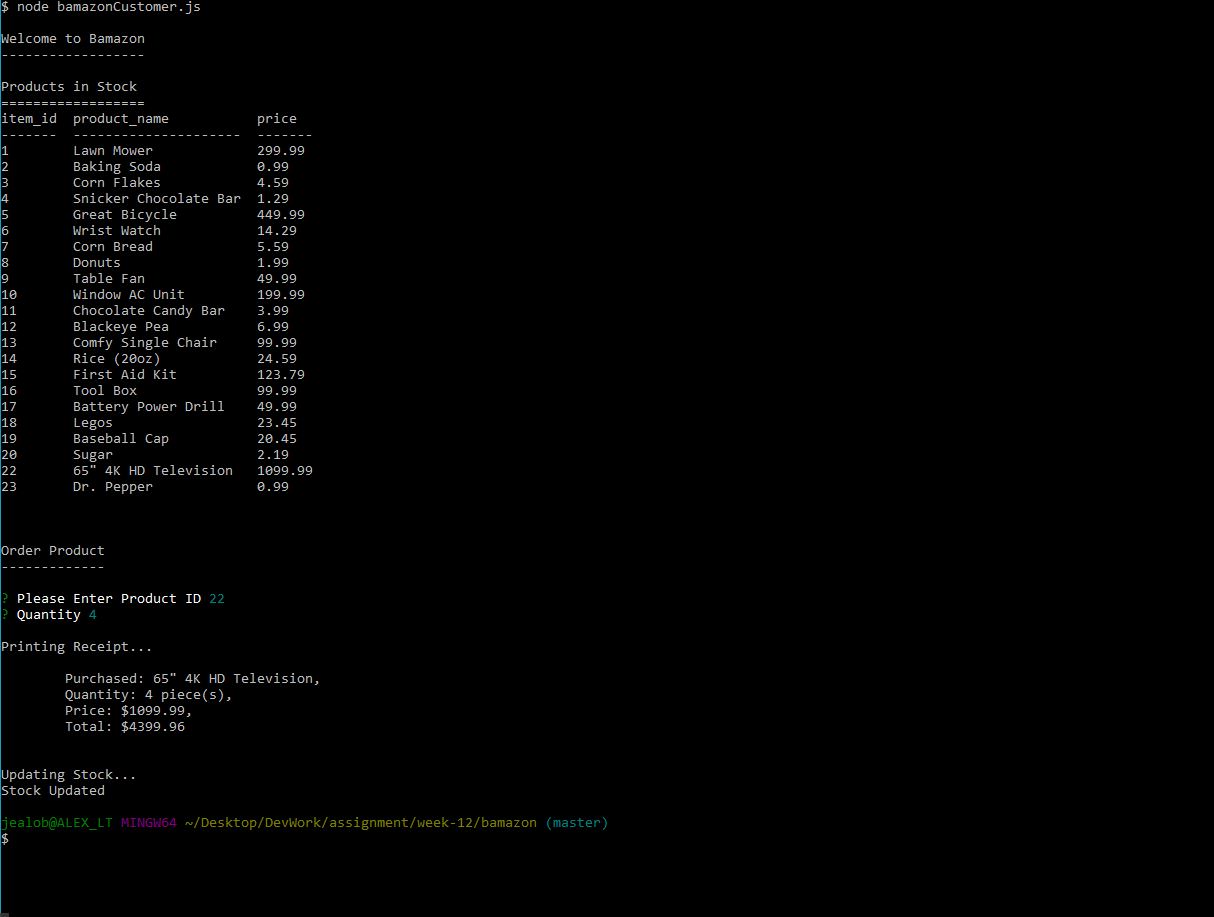 $ node bamazonCustomer.js
Welcome to Bamazon
------------------
Products in Stock
==================
item_id  product_name           price
-------  ---------------------  -------
1        Lawn Mower             299.99
2        Baking Soda            0.99
3        Corn Flakes            4.59
4        Snicker Chocolate Bar  1.29
5        Great Bicycle          449.99
6        Wrist Watch            14.29
7        Corn Bread             5.59
8        Donuts                 1.99
9        Table Fan              49.99
10       Window AC Unit         199.99
11       Chocolate Candy Bar    3.99
12       Blackeye Pea           6.99
13       Comfy Single Chair     99.99
14       Rice (20oz)            24.59
15       First Aid Kit          123.79
16       Tool Box               99.99
17       Battery Power Drill    49.99
18       Legos                  23.45
19       Baseball Cap           20.45
20       Sugar                  2.19
22       65" 4K HD Television   1099.99
23       Dr. Pepper             0.99
Order Product
-------------
? Please Enter Product ID 22
? Quantity 4
Printing Receipt...
Purchased: 65" 4K HD Television,
Quantity: 4 piece(s),
Price: $1099.99,
Total: $4399.96
Updating Stock...
Stock Updated
jealob@ALEX_LT MINGW64 ~/Desktop/DevWork/assignment/week-12/bamazon (master)
$